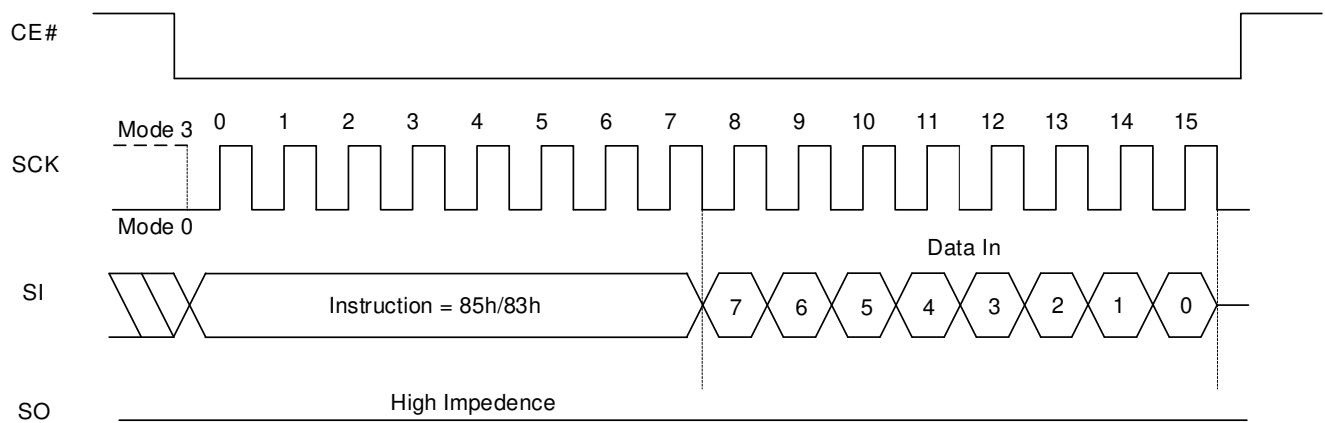 CE#
Mode 3 0 1 2 3 4 5 6 7 8 9 10 11 12 13 14 15
SCK
Mode 0
Data In
SI
Instruction = 85h/83h 7 6 5 4 3 2 1 0
High Impedence
SO